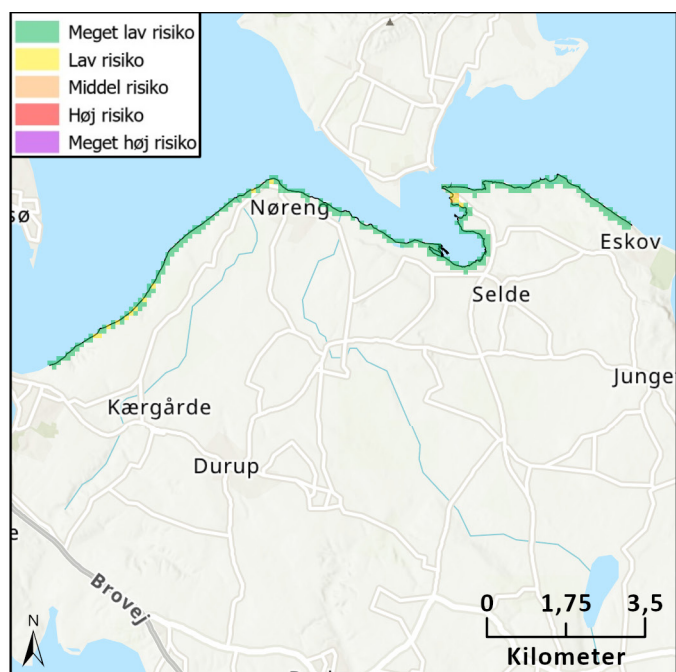 Meget lav risiko
Lav risiko
Middel risiko
Høj risiko
Meget høj risiko
sø
Nøreng
Eskov
Selde
Junge
Kærgårde
Durup
e
Brovej
N
0 1,75 3,5
Kilometer